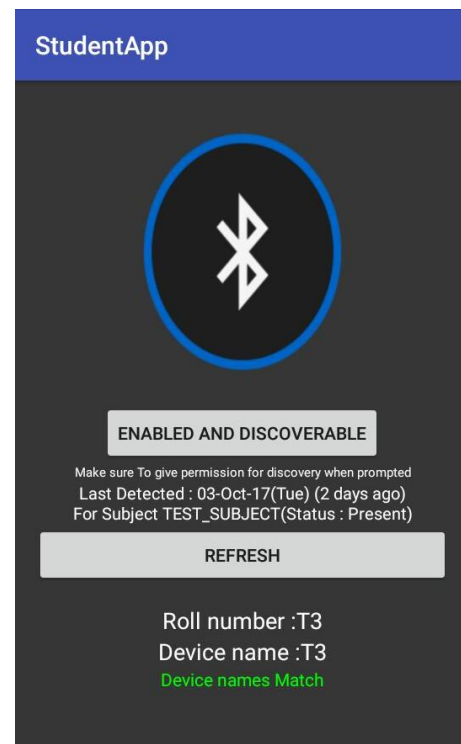 StudentApp
ENABLED AND DISCOVERABLE
Make sure To give permission for discovery when prompted
Last Detected : 03-Oct-17(Tue) (2 days ago)
For Subject TEST_SUBJECT(Status : Present)
REFRESH
Roll number :T3
Device name :T3
Device names Match